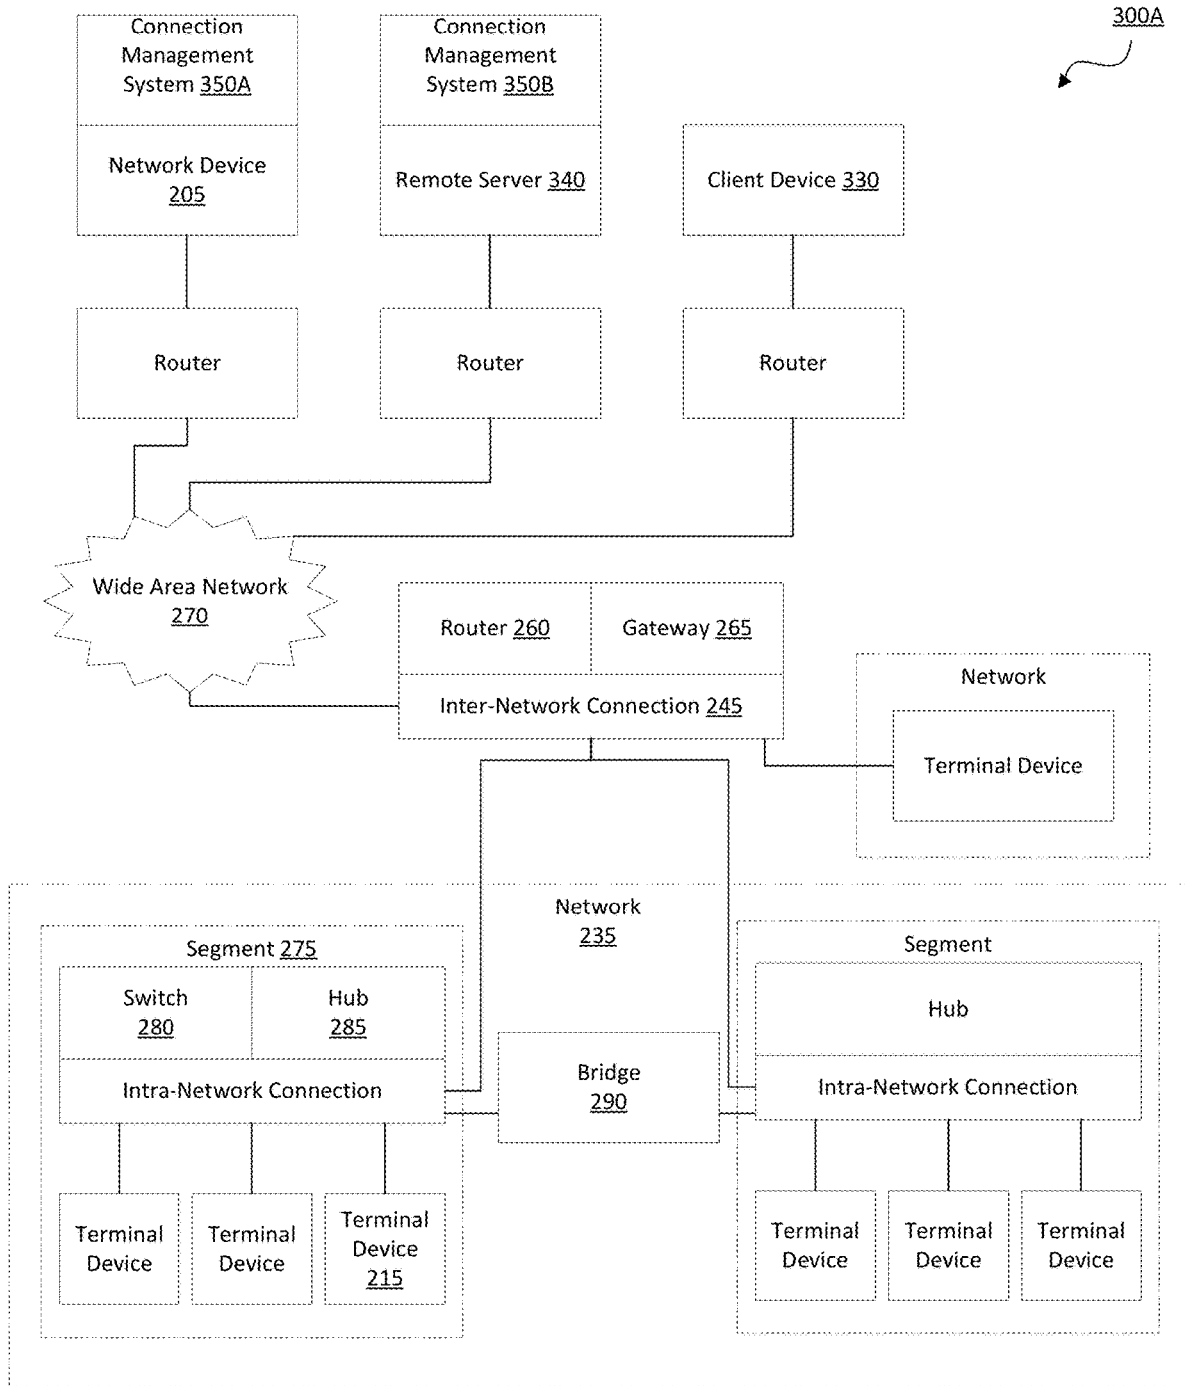 300A
Connection
Management
System 350A
Network Device
205
Connection
Management
System 350B
Remote Server 340
Client Device 330
Router
Router
Router
Wide Area Network
270
Router 260
Gateway 265
Inter-Network Connection 245
Network
Terminal Device
Network
235
Segment 275
Switch
280
Hub
285
Intra-Network Connection
Bridge
290
Segment
Hub
Intra-Network Connection
Terminal
Device
Terminal
Device
Terminal
Device
215
Terminal
Device
Terminal
Device
Terminal
Device